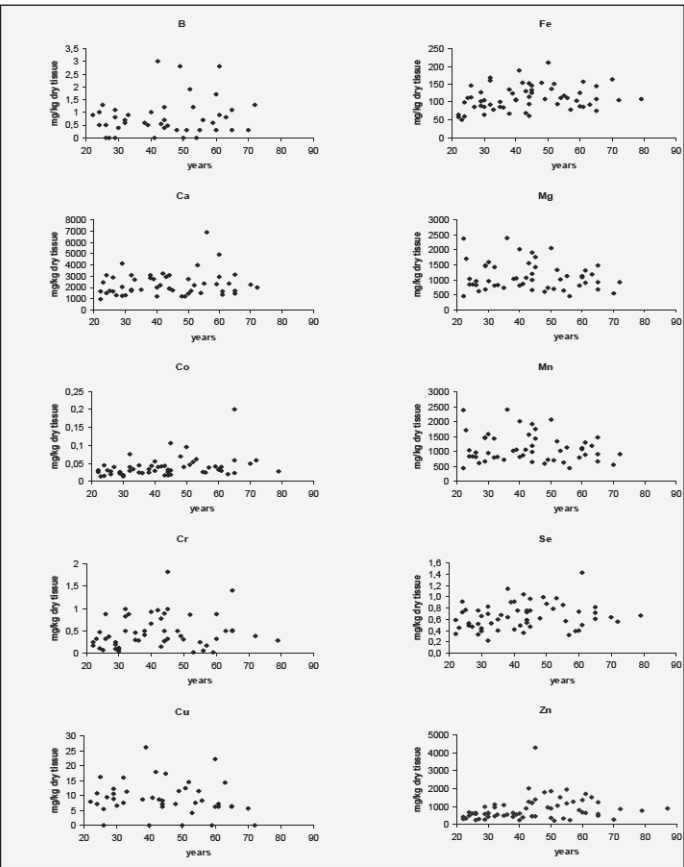 B
mg/kg dry tissue
3,5
3
2,5
2
1,5
1
0,5
0
22 30 40 50 60 70 80 90
years
Fe
mg/kg dry tissue
250
200
150
100
50
0
20 30 40 50 60 70 80 90
years
Ca
mg/kg dry tissue
8000
7000
6000
5000
4000
3000
2000
1000
0
22 30 40 50 60 70 80 90
years
Mg
mg/kg dry tissue
3000
2500
2000
1500
1000
500
0
20 30 40 50 60 70 80 90
years
Co
mg/kg dry tissue
0,25
0,2
0,15
0,1
0,05
0
22 30 40 50 60 70 80 90
years
Mn
mg/kg dry tissue
3000
2500
2000
1500
1000
500
0
20 30 40 50 60 70 80 90
years
Cr
mg/kg dry tissue
2
1,5
1
0,5
0
22 30 40 50 60 70 80 90
years
Se
mg/kg dry tissue
1,6
1,4
1,2
1,0
0,8
0,6
0,4
0,2
0,0
20 30 40 50 60 70 80 90
years
Cu
mg/kg dry tissue
30
25
20
15
10
5
0
22 30 40 50 60 70 80 90
years
Zn
mg/kg dry tissue
5000
4000
3000
2000
1000
0
20 30 40 50 60 70 80 90
years